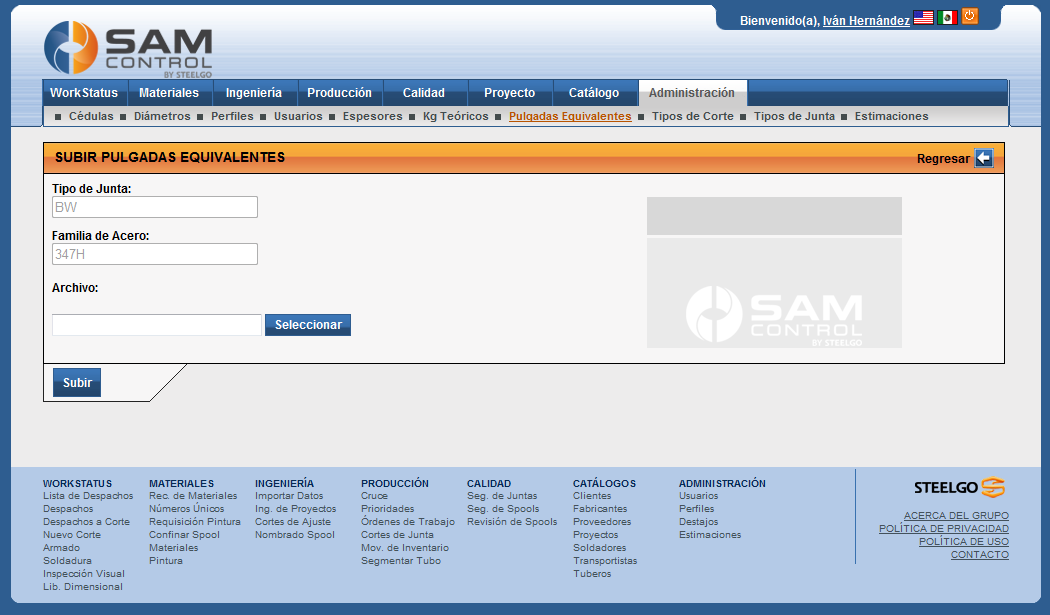 Bienvenido(a), Iván Hernández
SAM
CONTROL
BY STEELGO
WorkStatus Materiales Ingeniería Producción Calidad Proyecto Catálogo Administración
Cédulas Diámetros Perfiles Usuarios Espesores Kg Teóricos Pulgadas Equivalentes Tipos de Corte Tipos de Junta Estimaciones
SUBIR PULGADAS EQUIVALENTES Regresar
Tipo de Junta:
BW
Familia de Acero:
347H
Archivo:
Seleccionar
SAM
CONTROL
BY STEELGO
Subir
WORKSTATUS
Lista de Despachos
Despachos
Despachos a Corte
Nuevo Corte
Armado
Soldadura
Inspección Visual
Lib. Dimensional
MATERIALES
Rec. de Materiales
Números Únicos
Requisición Pintura
Confinar Spool
Materiales
Pintura
INGENIERÍA
Importar Datos
Ing. de Proyectos
Cortes de Ajuste
Nombrado Spool
PRODUCCIÓN
Cruce
Prioridades
Órdenes de Trabajo
Cortes de Junta
Mov. de Inventario
Segmentar Tubo
CALIDAD
Seg. de Juntas
Seg. de Spools
Revisión de Spools
CATÁLOGOS
Clientes
Fabricantes
Proveedores
Proyectos
Soldadores
Transportistas
Tuberos
ADMINISTRACIÓN
Usuarios
Perfiles
Destajos
Estimaciones
STEELGO
ACERCA DEL GRUPO
POLÍTICA DE PRIVACIDAD
POLÍTICA DE USO
CONTACTO